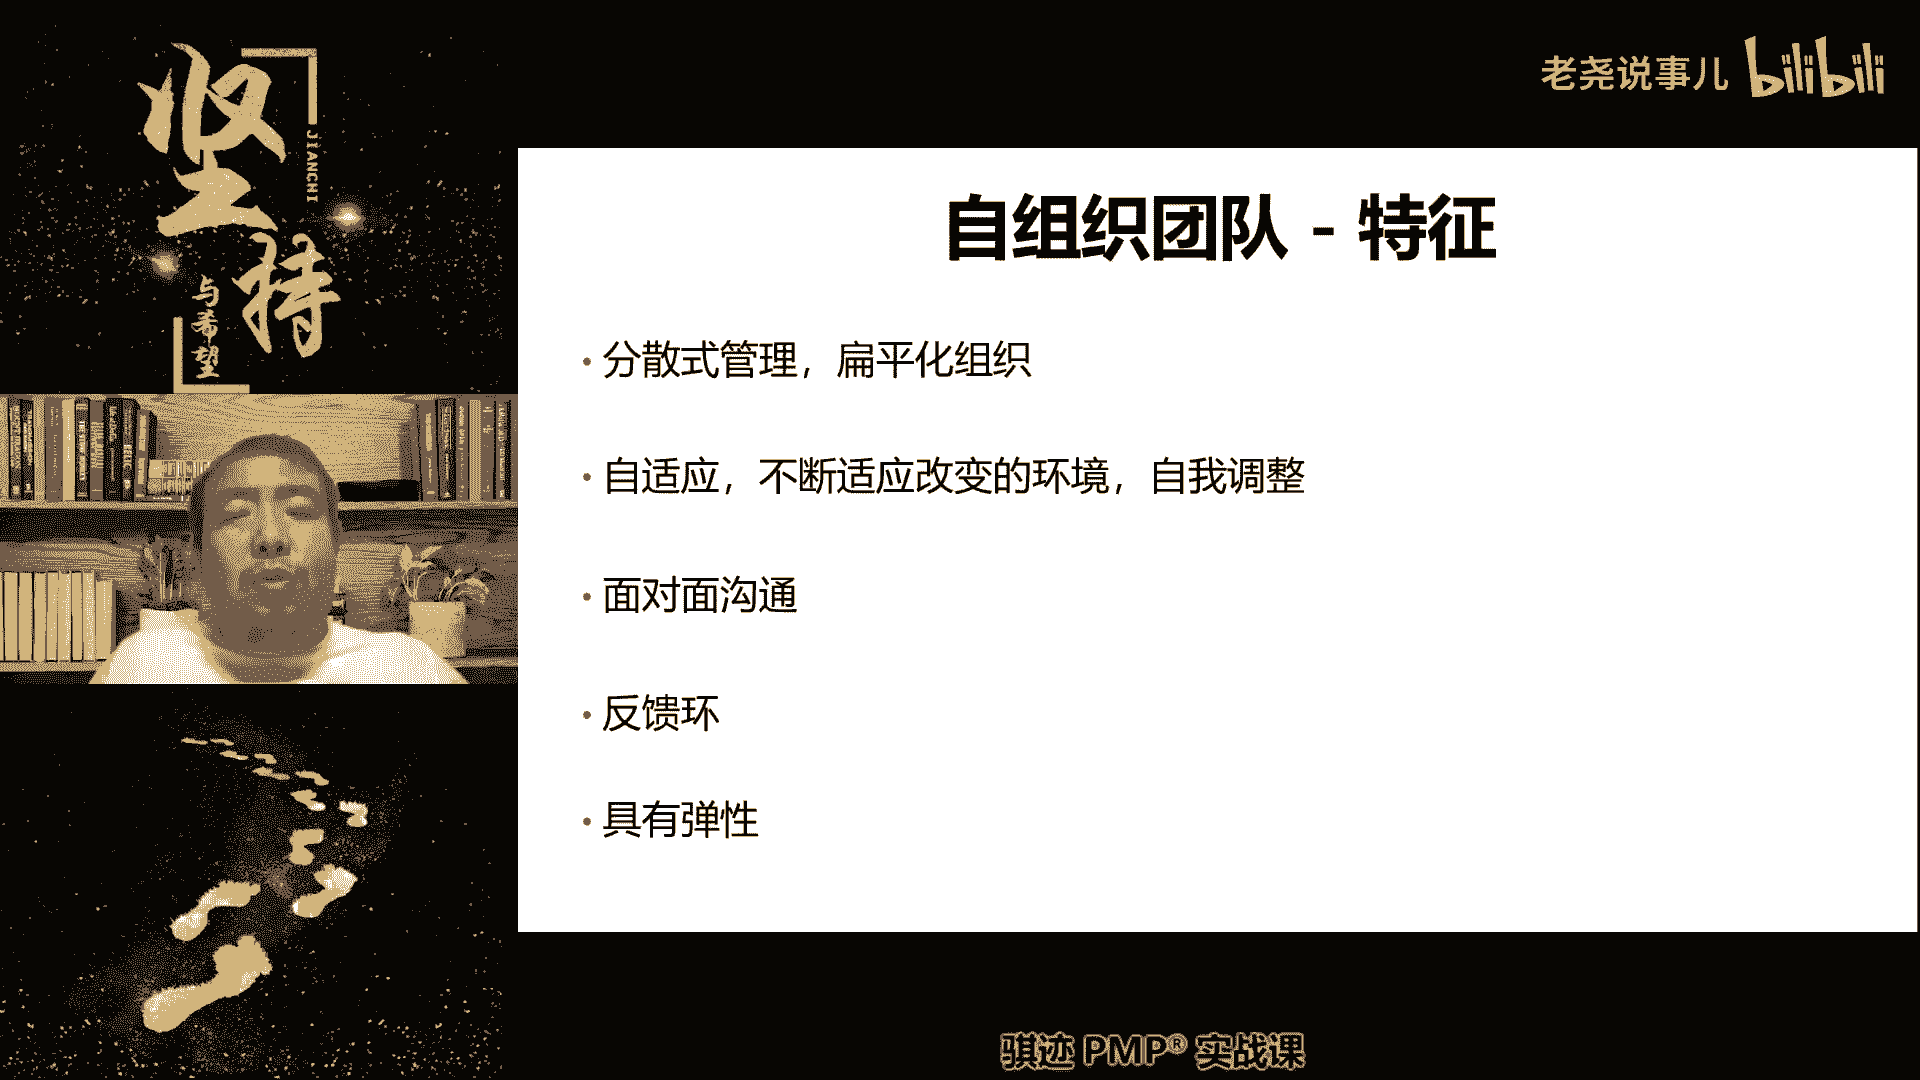 坚持
JIANCHI
与希望
老尧说事儿 bilibili
自组织团队 - 特征
• 分散式管理，扁平化组织
• 自适应，不断适应改变的环境，自我调整
• 面对面沟通
• 反馈环
• 具有弹性
骐迹 PMP® 实战课